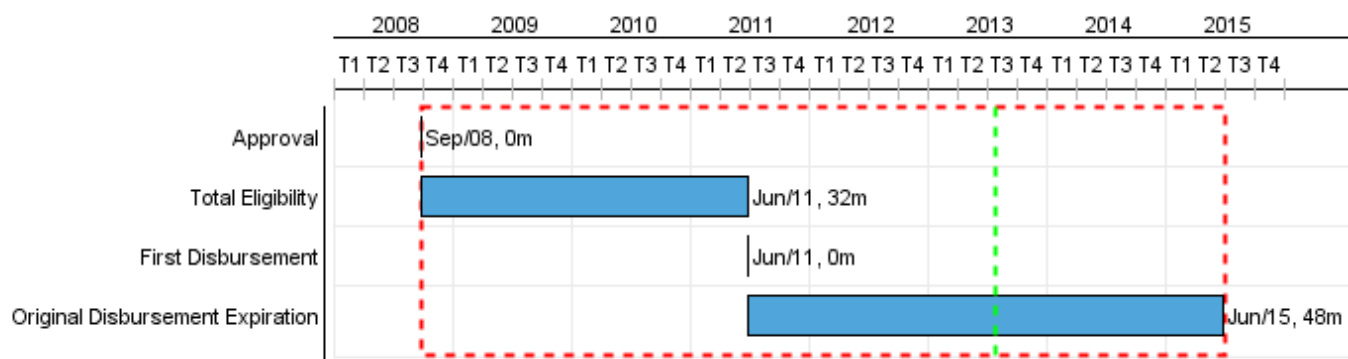 2008 2009 2010 2011 2012 2013 2014 2015
T1 T2 T3 T4 T1 T2 T3 T4 T1 T2 T3 T4 T1 T2 T3 T4 T1 T2 T3 T4 T1 T2 T3 T4 T1 T2 T3 T4 T1 T2 T3 T4
Approval Sep/08, 0m
Total Eligibility Jun/11, 32m
First Disbursement Jun/11, 0m
Original Disbursement Expiration Jun/15, 48m